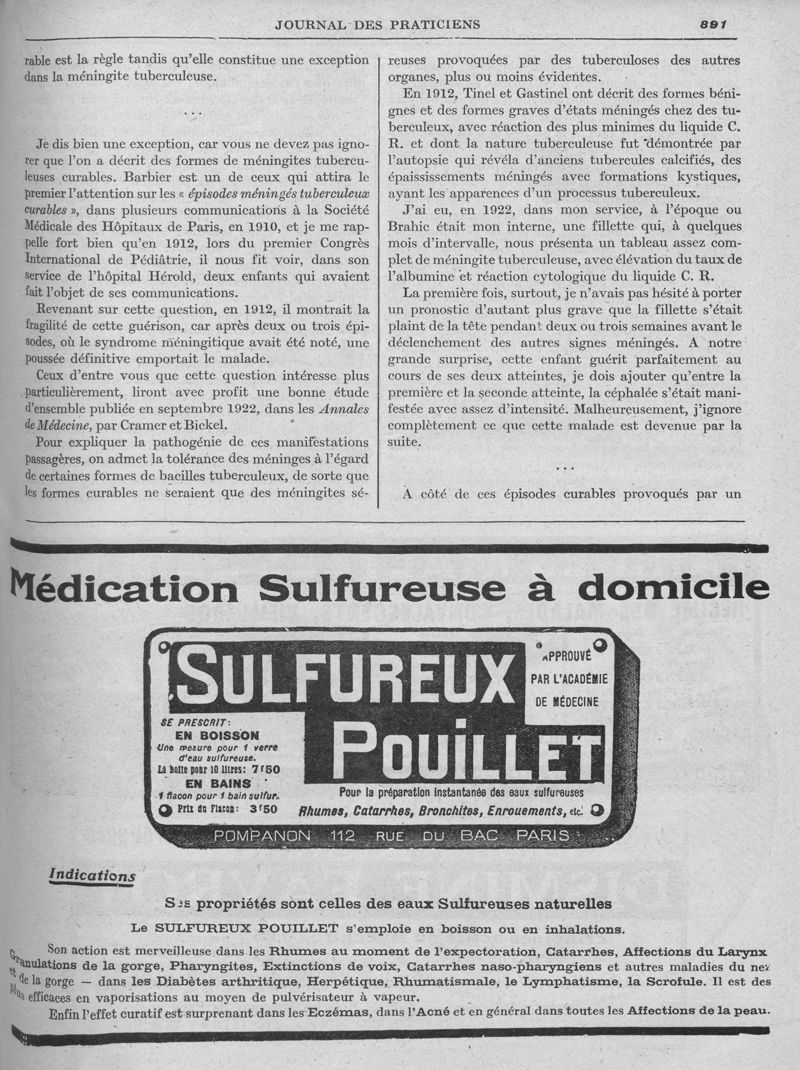 JOURNAL DES PRATICIENS
891
rable est la règle tandis qu'elle constitue une exception
dans la méningite tuberculeuse.
...
Je dis bien une exception, car vous ne devez pas igno-
rer que l'on a décrit des formes de méningites tubercu-
leuses curables. Barbier est un de ceux qui attira le
premier l'attention sur les « épisodes méningés tuberculeux
curables », dans plusieurs communications à la Société
Médicale des Hôpitaux de Paris, en 1910, et je me rap-
pelle fort bien qu'en 1912, lors du premier Congrès
International de Pédiâtrie, il nous fit voir, dans son
service de l'hôpital Hérold, deux enfants qui avaient
fait l'objet de ses communications.
Revenant sur cette question, en 1912, il montrait la
fragilité de cette guérison, car après deux ou trois épi-
sodes, où le syndrome méningitique avait été noté, une
poussée définitive emportait le malade.
Ceux d'entre vous que cette question intéresse plus
particulièrement, liront avec profit une bonne étude
d'ensemble publiée en septembre 1922, dans les Annales
de Médecine, par Cramer et Bickel.
Pour expliquer la pathogénie de ces manifestations
passagères, on admet la tolérance des méninges à l'égard
de certaines formes de bacilles tuberculeux, de sorte que
les formes curables ne seraient que des méningites sé-
reuses provoquées par des tuberculoses des autres
organes, plus ou moins évidentes.
En 1912, Tinel et Gastinel ont décrit des formes béni-
gnes et des formes graves d'états méningés chez des tu-
berculeux, avec réaction des plus minimes du liquide C.
R. et dont la nature tuberculeuse fut démontrée par
l'autopsie qui révéla d'anciens tubercules calcifiés, des
épaississements méningés avec formations kystiques,
ayant les apparences d'un processus tuberculeux.
J'ai eu, en 1922, dans mon service, à l'époque ou
Brahic était mon interne, une fillette qui, à quelques
mois d'intervalle, nous présenta un tableau assez com-
plet de méningite tuberculeuse, avec élévation du taux de
l'albumine et réaction cytologique du liquide C. R.
La première fois, surtout, je n'avais pas hésité à porter
un pronostic d'autant plus grave que la fillette s'était
plaint de la tête pendant deux ou trois semaines avant le
déclenchement des autres signes méningés. A notre
grande surprise, cette enfant guérit parfaitement au
cours de ses deux atteintes, je dois ajouter qu'entre la
première et la seconde atteinte, la céphalée s'était mani-
festée avec assez d'intensité. Malheureusement, j'ignore
complètement ce que cette malade est devenue par la
suite.
...
A côté de ces épisodes curables provoqués par un
Médication Sulfureuse à domicile
SULFUREUX
POUILLET
APPROUVÉ
PAR L'ACADÉMIE
DE MÉDECINE
SE PRESCRIT:
EN BOISSON
Une mesure pour 1 verre
d'eau sulfureuse.
La boîte pour 10 litres: 7f50
EN BAINS
1 flacon pour 1 bain sulfur.
Prix du Flacon: 3f50
Pour la préparation instantanée des eaux sulfureuses
Rhumes, Catarrhes, Bronchites, Enrouements, etc.
POMPANON 112 RUE DU BAC PARIS
Indications
Ses propriétés sont celles des eaux Sulfureuses naturelles
Le SULFUREUX POUILLET s'emploie en boisson ou en inhalations.
Son action est merveilleuse dans les Rhumes au moment de l'expectoration, Catarrhes, Affections du Larynx
Granulations de la gorge, Pharyngites, Extinctions de voix, Catarrhes naso-pharyngiens et autres maladies du nez
et de la gorge — dans les Diabètes arthritique, Herpétique, Rhumatismale, le Lymphatisme, la Scrofule. Il est des
plus efficaces en vaporisations au moyen de pulvérisateur à vapeur.
Enfin l'effet curatif est surprenant dans les Eczémas, dans l'Acné et en général dans toutes les Affections de la peau.